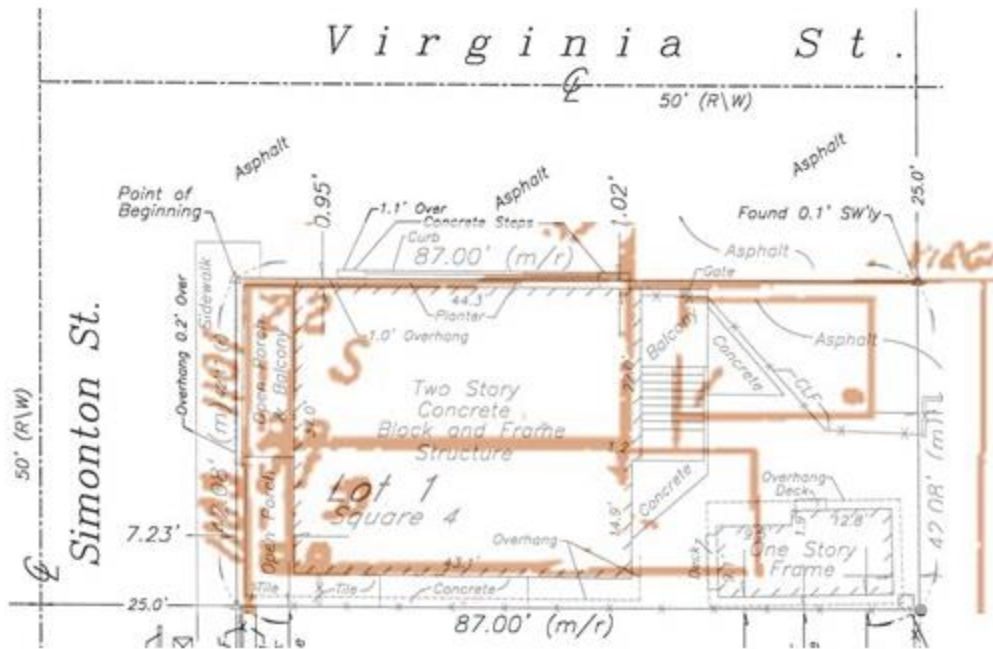 Virginia St.
℄
50' (R\W)
Asphalt
Asphalt
Asphalt
Point of
Beginning
0.95'
1.1' Over
Concrete Steps
Curb
87.00' (m/r)
Found 0.1' SW'ly
25.0'
Asphalt
Gate
44.3'
Planter
1.0' Overhang
Sidewalk
Overhang 0.2' Over
Open Porch
& Balcony
Balcony
Concrete
CLF
Asphalt
S
Two Story
Concrete
Block and Frame
Structure
Simonton St.
50' (R\W)
℄
Lot 1
Square 4
7.23'
Open Porch
14.9'
Concrete
Overhang
Deck
12.8'
1.9'
One Story
Frame
Deck
42.08' (m)
Overhang
43.1'
Tile
Tile
Concrete
25.0'
87.00' (m/r)